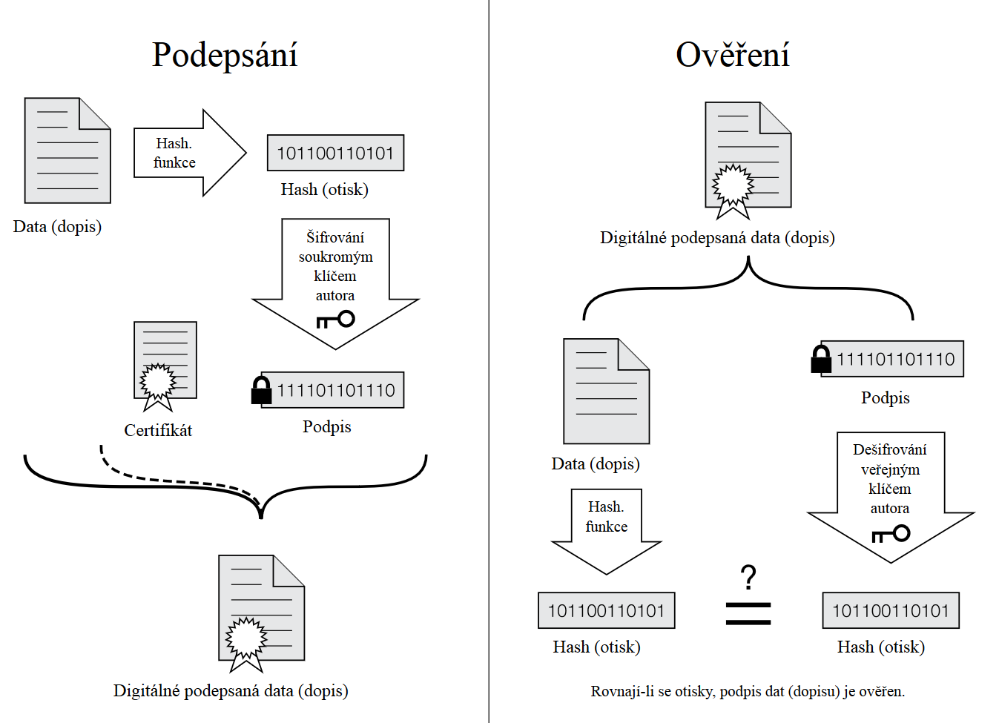 Podepsání
Hash.
funkce
101100110101
Hash (otisk)
Data (dopis)
Šifrování
soukromým
klíčem
autora
111101101110
Podpis
Certifikát
Digitálné podepsaná data (dopis)
Ověření
Digitálné podepsaná data (dopis)
111101101110
Podpis
Data (dopis)
Dešifrování
veřejným
klíčem
autora
Hash.
funkce
?
101100110101
101100110101
Hash (otisk)
Hash (otisk)
Rovnají-li se otisky, podpis dat (dopisu) je ověřen.